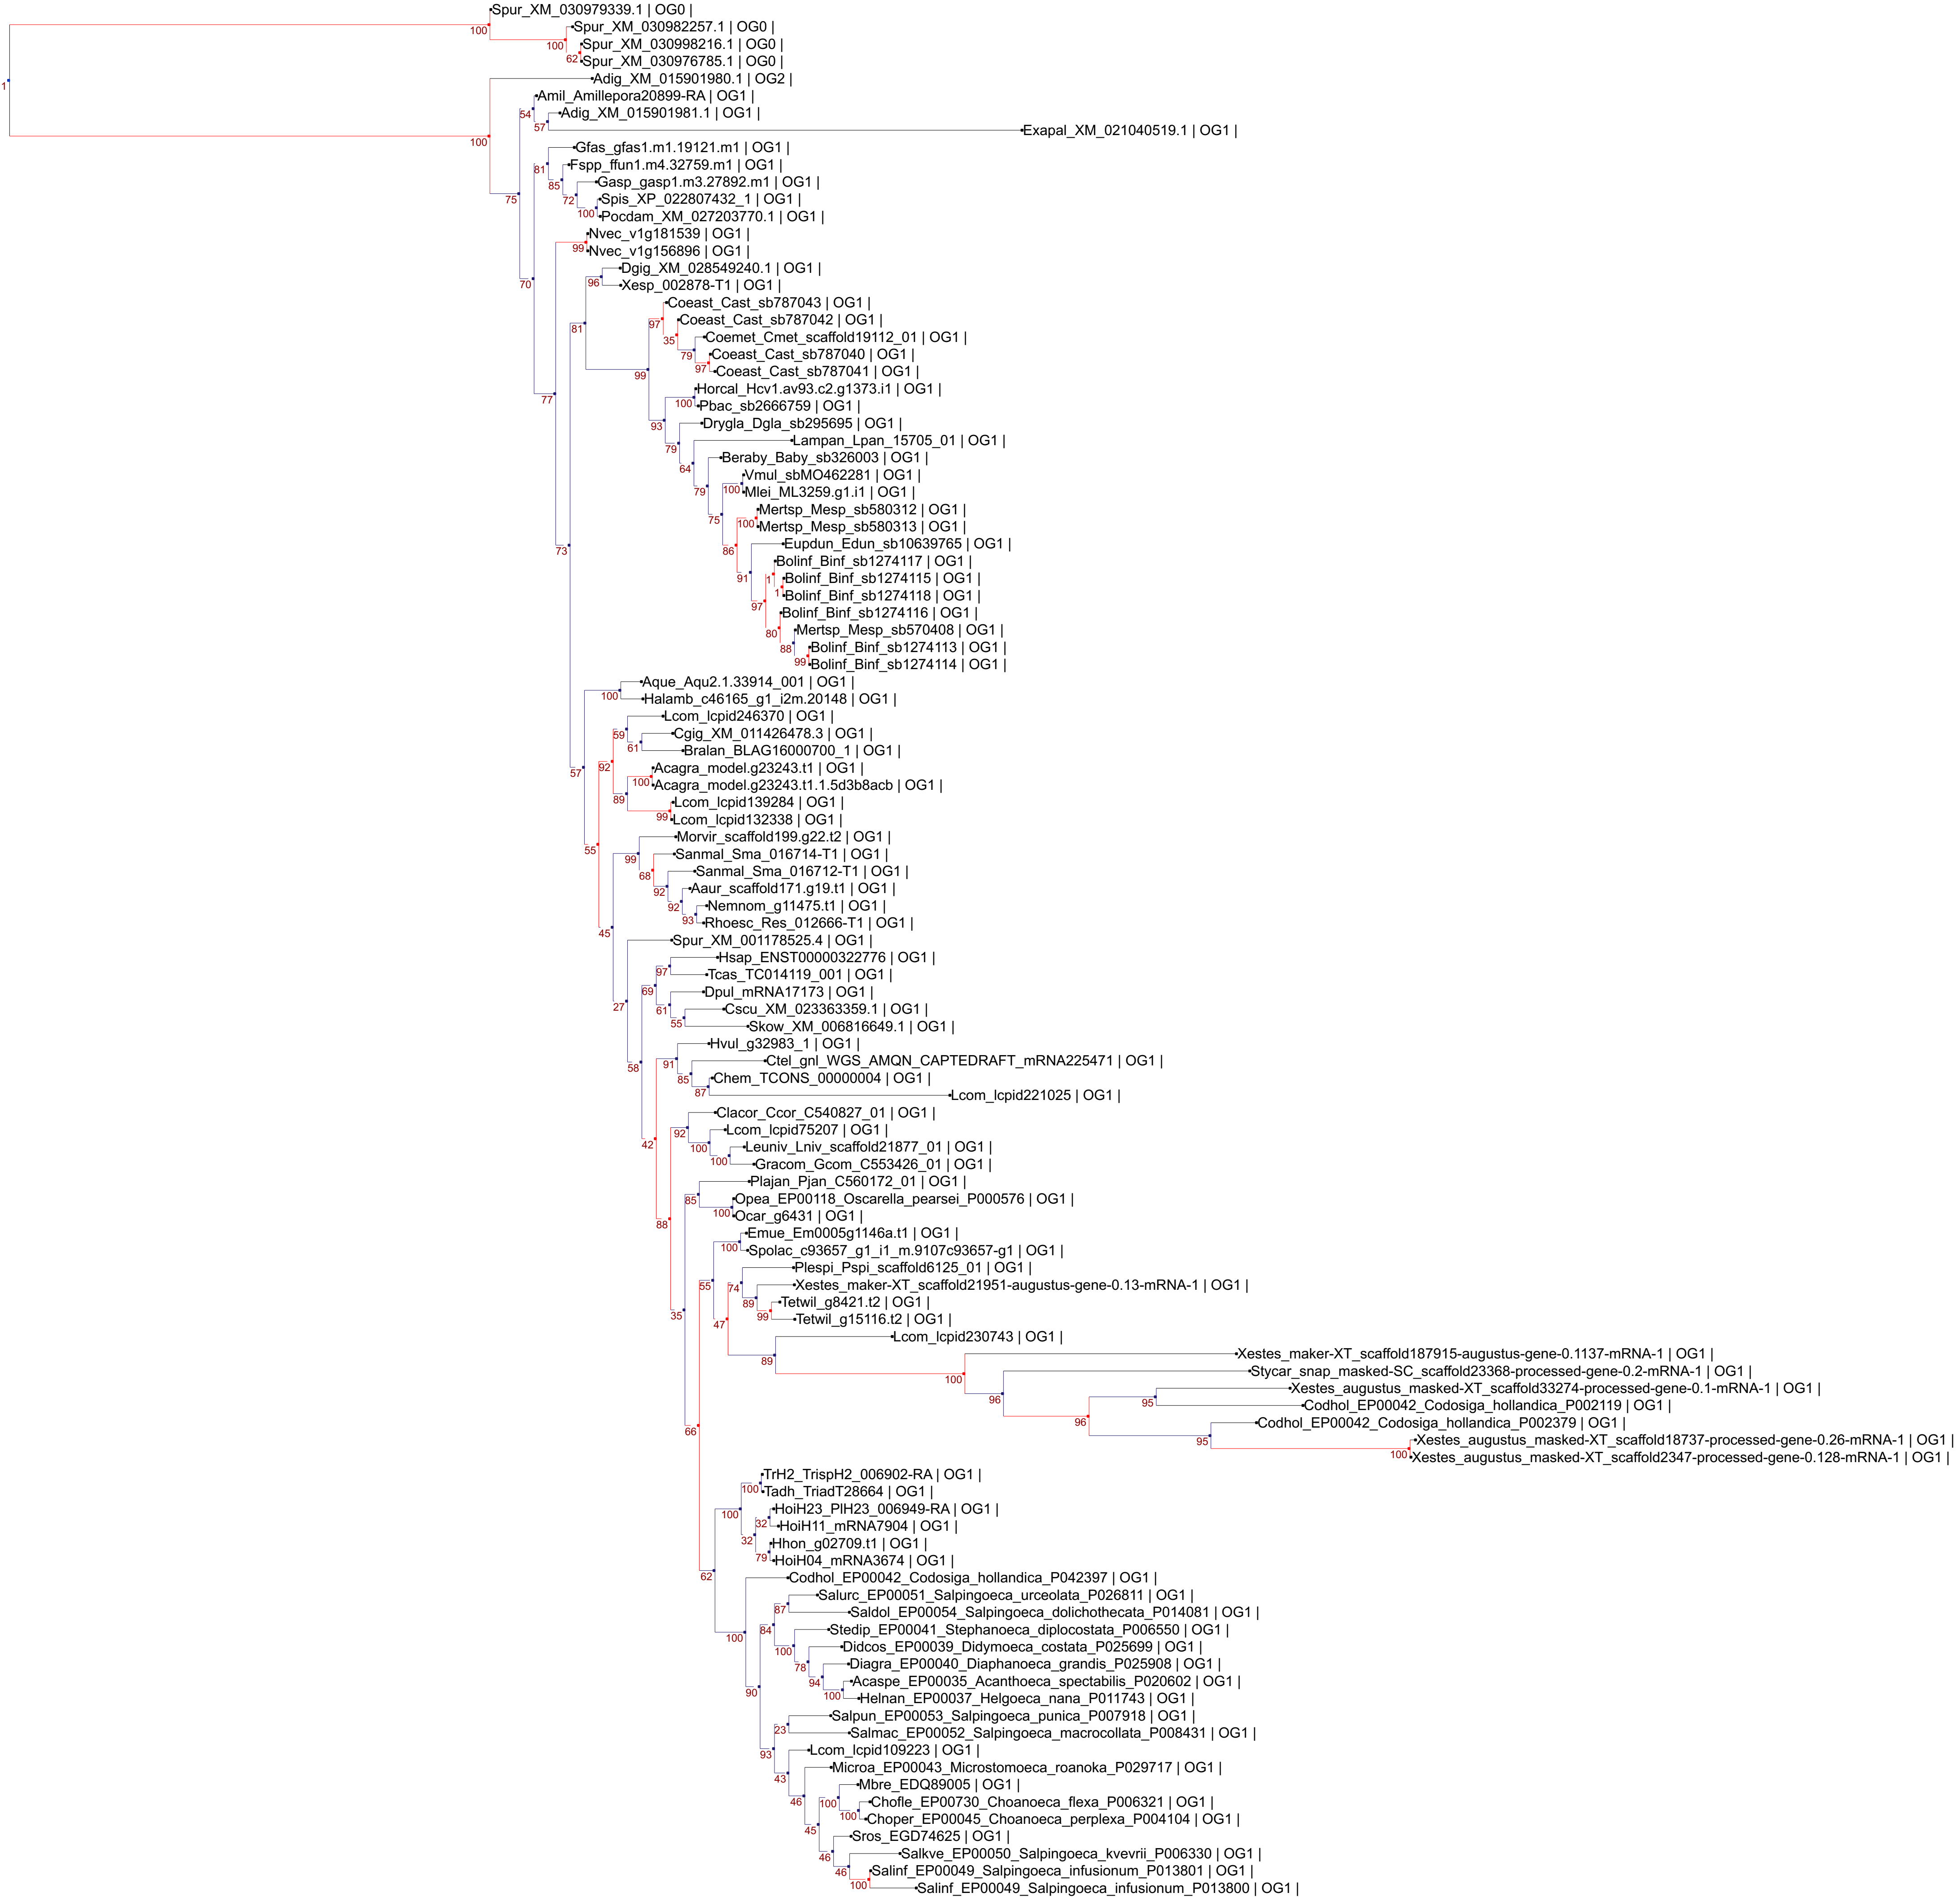 Spur_XM_030979339.1 | OG0 |
100
Spur_XM_030982257.1 | OG0 |
100
Spur_XM_030998216.1 | OG0 |
62
Spur_XM_030976785.1 | OG0 |
1
Adig_XM_015901980.1 | OG2 |
Amil_Amillepora20899-RA | OG1 |
54
Adig_XM_015901981.1 | OG1 |
57
Exapal_XM_021040519.1 | OG1 |
100
Gfas_gfas1.m1.19121.m1 | OG1 |
81
Fspp_ffun1.m4.32759.m1 | OG1 |
85
Gasp_gasp1.m3.27892.m1 | OG1 |
75
72
Spis_XP_022807432_1 | OG1 |
100
Pocdam_XM_027203770.1 | OG1 |
Nvec_v1g181539 | OG1 |
99
Nvec_v1g156896 | OG1 |
Dgig_XM_028549240.1 | OG1 |
70
96
Xesp_002878-T1 | OG1 |
Coeast_Cast_sb787043 | OG1 |
81
97
Coeast_Cast_sb787042 | OG1 |
35
Coemet_Cmet_scaffold19112_01 | OG1 |
79
Coeast_Cast_sb787040 | OG1 |
97
Coeast_Cast_sb787041 | OG1 |
99
Horcal_Hcv1.av93.c2.g1373.i1 | OG1 |
77
100
Pbac_sb2666759 | OG1 |
93
Drygla_Dgla_sb295695 | OG1 |
79
Lampan_Lpan_15705_01 | OG1 |
Beraby_Baby_sb326003 | OG1 |
64
Vmul_sbMO462281 | OG1 |
79
100
Mlei_ML3259.g1.i1 | OG1 |
Mertsp_Mesp_sb580312 | OG1 |
75
100
Mertsp_Mesp_sb580313 | OG1 |
Eupdun_Edun_sb10639765 | OG1 |
73
86
Bolinf_Binf_sb1274117 | OG1 |
91
1
Bolinf_Binf_sb1274115 | OG1 |
1
Bolinf_Binf_sb1274118 | OG1 |
97
Bolinf_Binf_sb1274116 | OG1 |
80
Mertsp_Mesp_sb570408 | OG1 |
88
Bolinf_Binf_sb1274113 | OG1 |
99
Bolinf_Binf_sb1274114 | OG1 |
Aque_Aqu2.1.33914_001 | OG1 |
100
Halamb_c46165_g1_i2m.20148 | OG1 |
Lcom_lcpid246370 | OG1 |
59
Cgig_XM_011426478.3 | OG1 |
61
Bralan_BLAG16000700_1 | OG1 |
57
92
Acagra_model.g23243.t1 | OG1 |
100
Acagra_model.g23243.t1.1.5d3b8acb | OG1 |
89
Lcom_lcpid139284 | OG1 |
99
Lcom_lcpid132338 | OG1 |
Morvir_scaffold199.g22.t2 | OG1 |
55
99
Sanmal_Sma_016714-T1 | OG1 |
68
Sanmal_Sma_016712-T1 | OG1 |
92
Aaur_scaffold171.g19.t1 | OG1 |
92
Nemnom_g11475.t1 | OG1 |
93
Rhoesc_Res_012666-T1 | OG1 |
45
Spur_XM_001178525.4 | OG1 |
Hsap_ENST00000322776 | OG1 |
97
Tcas_TC014119_001 | OG1 |
69
Dpul_mRNA17173 | OG1 |
27
61
Cscu_XM_023363359.1 | OG1 |
55
Skow_XM_006816649.1 | OG1 |
Hvul_g32983_1 | OG1 |
58
91
Ctel_gnl_WGS_AMQN_CAPTEDRAFT_mRNA225471 | OG1 |
85
Chem_TCONS_00000004 | OG1 |
87
Lcom_lcpid221025 | OG1 |
Clacor_Ccor_C540827_01 | OG1 |
92
Lcom_lcpid75207 | OG1 |
42
100
Leuniv_Lniv_scaffold21877_01 | OG1 |
100
Gracom_Gcom_C553426_01 | OG1 |
Plajan_Pjan_C560172_01 | OG1 |
85
Opea_EP00118_Oscarella_pearsei_P000576 | OG1 |
100
Ocar_g6431 | OG1 |
88
Emue_Em0005g1146a.t1 | OG1 |
100
Spolac_c93657_g1_i1_m.9107c93657-g1 | OG1 |
Plespi_Pspi_scaffold6125_01 | OG1 |
55
74
Xestes_maker-XT_scaffold21951-augustus-gene-0.13-mRNA-1 | OG1 |
89
Tetwil_g8421.t2 | OG1 |
35
99
Tetwil_g15116.t2 | OG1 |
47
Lcom_lcpid230743 | OG1 |
Xestes_maker-XT_scaffold187915-augustus-gene-0.1137-mRNA-1 | OG1 |
89
Stycar_snap_masked-SC_scaffold23368-processed-gene-0.2-mRNA-1 | OG1 |
100
Xestes_augustus_masked-XT_scaffold33274-processed-gene-0.1-mRNA-1 | OG1 |
96
95
Codhol_EP00042_Codosiga_hollandica_P002119 | OG1 |
96
Codhol_EP00042_Codosiga_hollandica_P002379 | OG1 |
66
95
Xestes_augustus_masked-XT_scaffold18737-processed-gene-0.26-mRNA-1 | OG1 |
100
Xestes_augustus_masked-XT_scaffold2347-processed-gene-0.128-mRNA-1 | OG1 |
TrH2_TrispH2_006902-RA | OG1 |
100
Tadh_TriadT28664 | OG1 |
100
HoiH23_PlH23_006949-RA | OG1 |
32
HoiH11_mRNA7904 | OG1 |
32
Hhon_g02709.t1 | OG1 |
79
HoiH04_mRNA3674 | OG1 |
62
Codhol_EP00042_Codosiga_hollandica_P042397 | OG1 |
Salurc_EP00051_Salpingoeca_urceolata_P026811 | OG1 |
87
Saldol_EP00054_Salpingoeca_dolichothecata_P014081 | OG1 |
84
Stedip_EP00041_Stephanoeca_diplocostata_P006550 | OG1 |
100
100
Didcos_EP00039_Didymoeca_costata_P025699 | OG1 |
78
Diagra_EP00040_Diaphanoeca_grandis_P025908 | OG1 |
94
Acaspe_EP00035_Acanthoeca_spectabilis_P020602 | OG1 |
90
100
Helnan_EP00037_Helgoeca_nana_P011743 | OG1 |
Salpun_EP00053_Salpingoeca_punica_P007918 | OG1 |
23
Salmac_EP00052_Salpingoeca_macrocollata_P008431 | OG1 |
93
Lcom_lcpid109223 | OG1 |
43
Microa_EP00043_Microstomoeca_roanoka_P029717 | OG1 |
Mbre_EDQ89005 | OG1 |
46
100
Chofle_EP00730_Choanoeca_flexa_P006321 | OG1 |
100
Choper_EP00045_Choanoeca_perplexa_P004104 | OG1 |
45
Sros_EGD74625 | OG1 |
46
Salkve_EP00050_Salpingoeca_kvevrii_P006330 | OG1 |
46
Salinf_EP00049_Salpingoeca_infusionum_P013801 | OG1 |
100
Salinf_EP00049_Salpingoeca_infusionum_P013800 | OG1 |